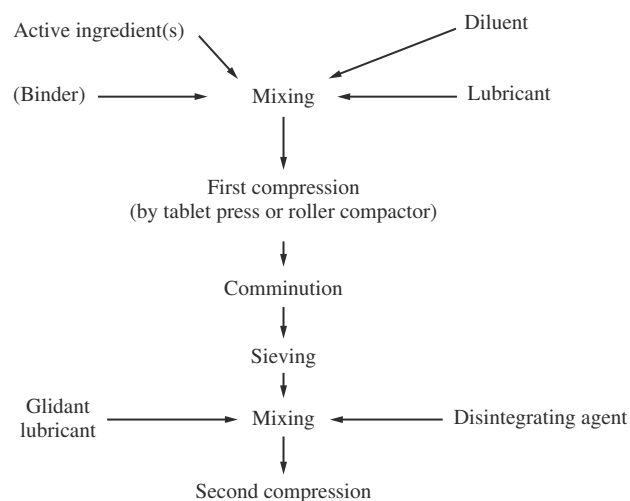 Active ingredient(s)
Diluent
(Binder)
Mixing
Lubricant
First compression
(by tablet press or roller compactor)
Comminution
Sieving
Glidant
lubricant
Mixing
Disintegrating agent
Second compression